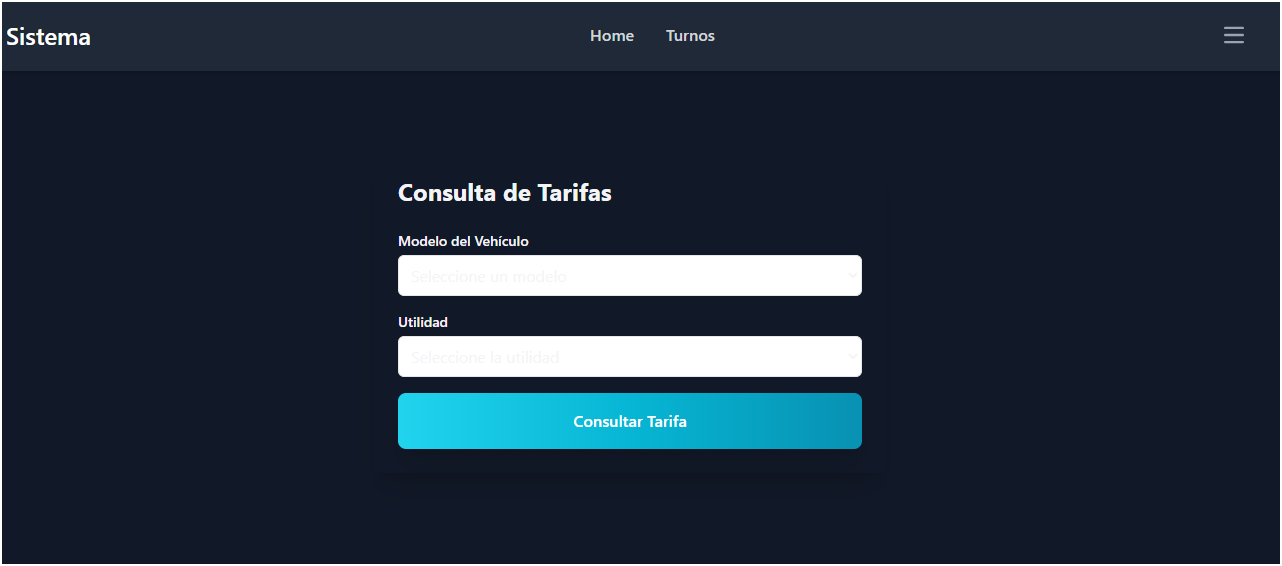 Sistema
Home
Turnos
Consulta de Tarifas
Modelo del Vehículo
Seleccione un modelo
Utilidad
Seleccione la utilidad
Consultar Tarifa